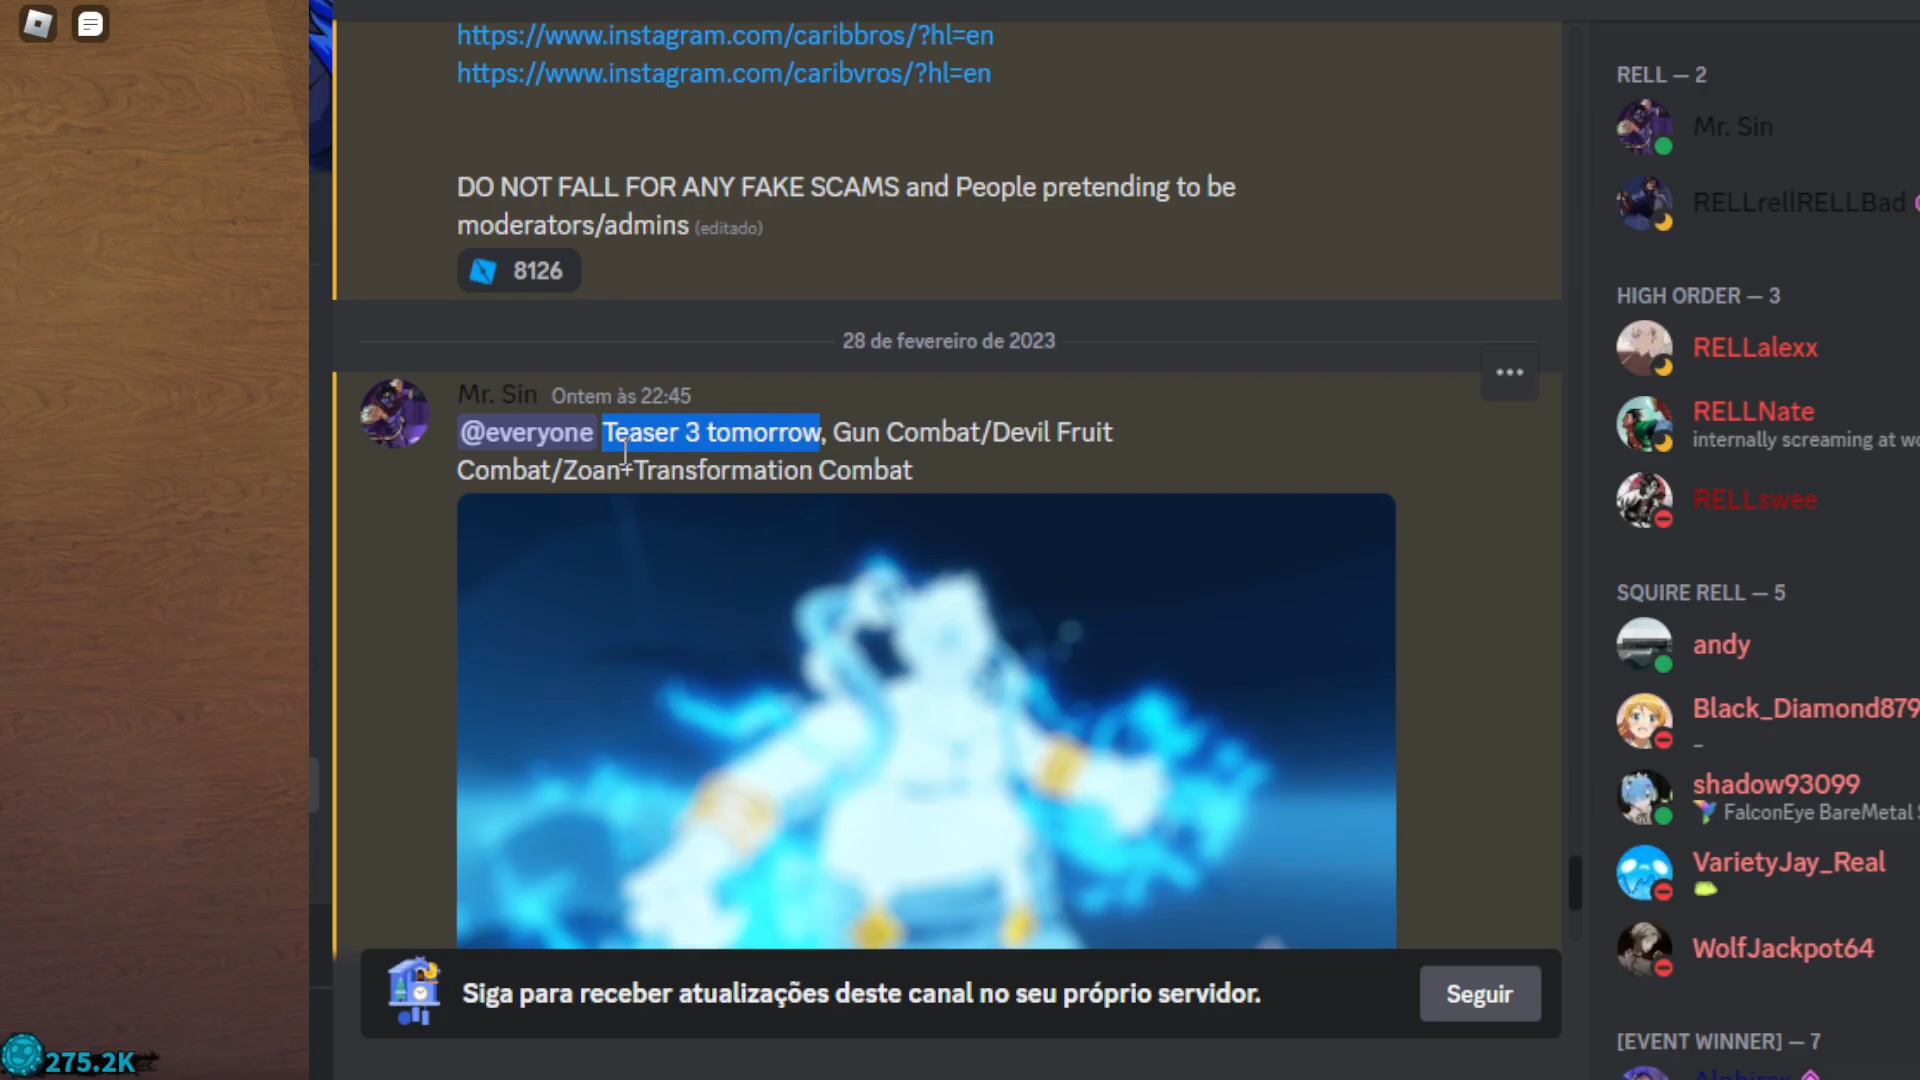 https://www.instagram.com/caribbros/?hl=en
https://www.instagram.com/caribvros/?hl=en
DO NOT FALL FOR ANY FAKE SCAMS and People pretending to be
moderators/admins (editado)
8126
28 de fevereiro de 2023
Mr. Sin Ontem às 22:45
@everyone Teaser 3 tomorrow, Gun Combat/Devil Fruit
Combat/Zoan+Transformation Combat
Siga para receber atualizações deste canal no seu próprio servidor.
Seguir
275.2K
RELL — 2
Mr. Sin
RELLrellRELLBad
HIGH ORDER — 3
RELLalexx
RELLNate
internally screaming at wo
RELLswee
SQUIRE RELL — 5
andy
Black_Diamond879
–
shadow93099
FalconEye BareMetal S
VarietyJay_Real
WolfJackpot64
[EVENT WINNER] — 7